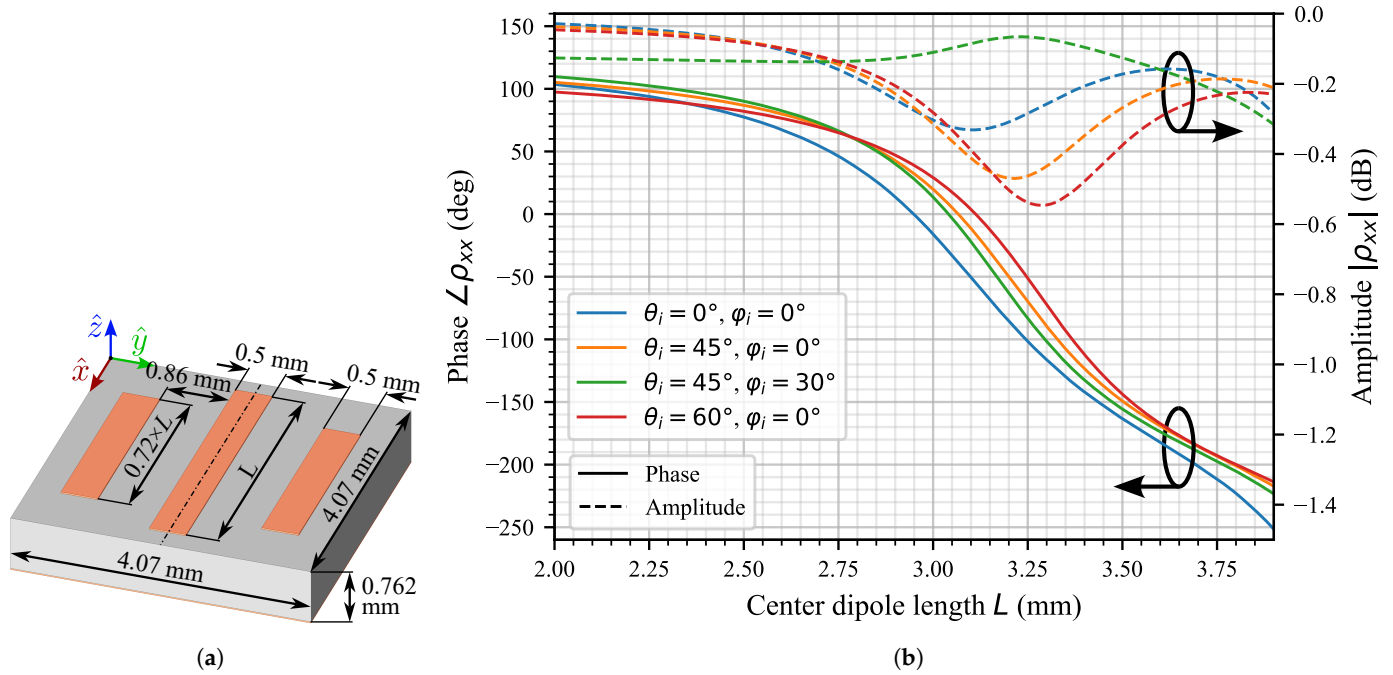 ẑ
ŷ
x̂
0.5 mm
0.86 mm
0.5 mm
0.72×L
L
4.07 mm
4.07 mm
0.762
mm
(a)
Phase ∠ρxx (deg)
150
100
50
0
−50
−100
−150
−200
−250
0.0
−0.2
−0.4
−0.6
−0.8
−1.0
−1.2
−1.4
Amplitude |ρxx| (dB)
θi = 0°, φi = 0°
θi = 45°, φi = 0°
θi = 45°, φi = 30°
θi = 60°, φi = 0°
Phase
Amplitude
2.00 2.25 2.50 2.75 3.00 3.25 3.50 3.75
Center dipole length L (mm)
(b)